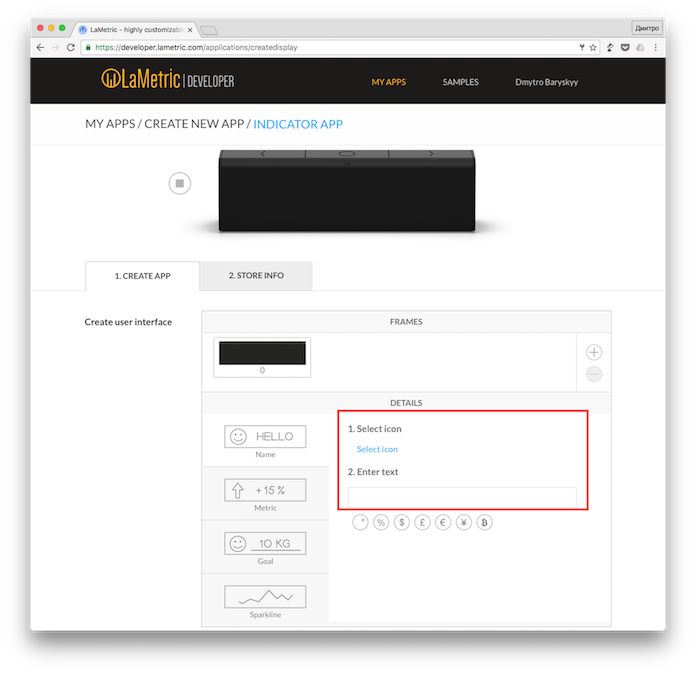 LaMetric - highly customizable
Дмитро
https://developer.lametric.com/applications/createdisplay
LaMetric | DEVELOPER
MY APPS
SAMPLES
Dmytro Baryskyy
MY APPS / CREATE NEW APP / INDICATOR APP
1. CREATE APP
2. STORE INFO
Create user interface
FRAMES
0
DETAILS
HELLO
Name
+15 %
Metric
10 KG
Goal
Sparkline
1. Select icon
Select icon
2. Enter text
° % $ £ € ¥ ₿